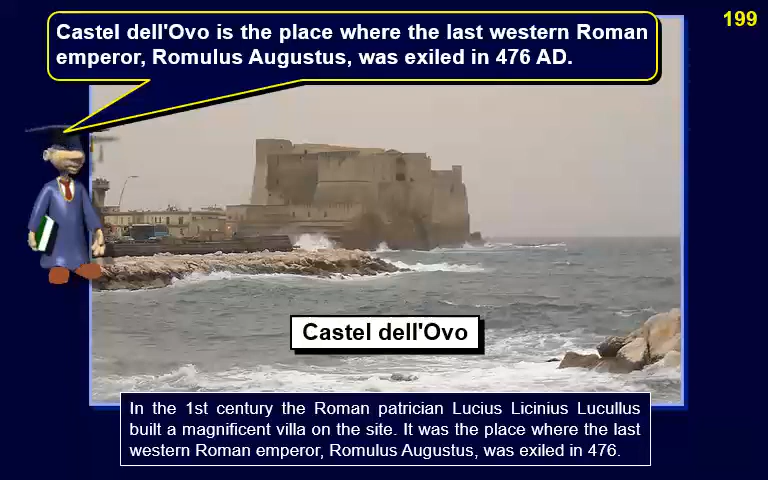 199
Castel dell'Ovo is the place where the last western Roman
emperor, Romulus Augustus, was exiled in 476 AD.
Castel dell'Ovo
In the 1st century the Roman patrician Lucius Licinius Lucullus
built a magnificent villa on the site. It was the place where the last
western Roman emperor, Romulus Augustus, was exiled in 476.